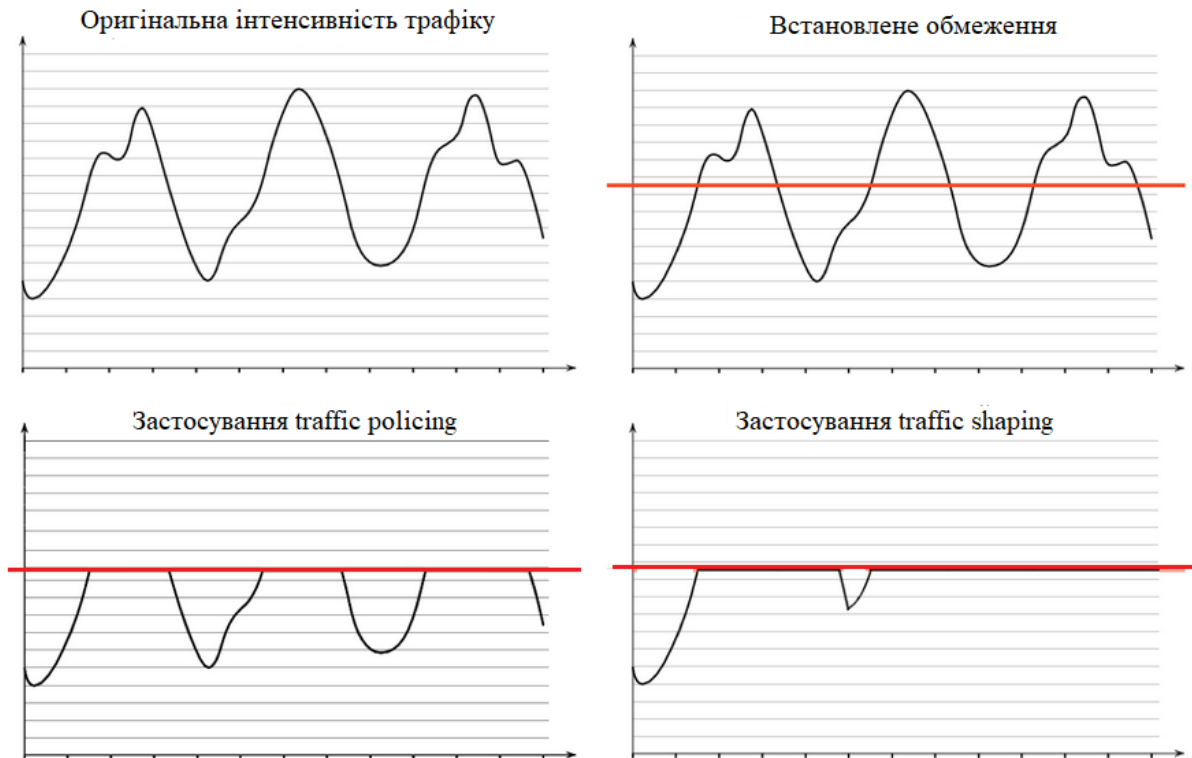 Оригінальна інтенсивність трафіку
Встановлене обмеження
Застосування traffic policing
Застосування traffic shaping